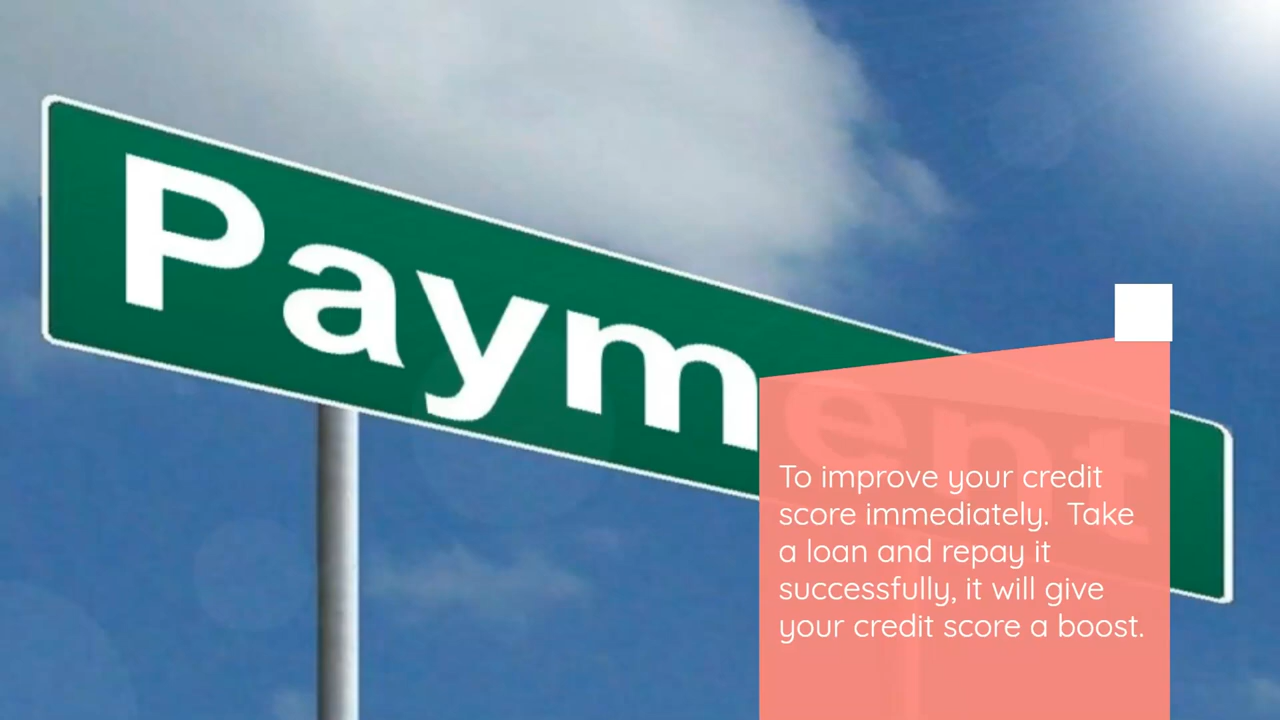 Payment
To improve your credit
score immediately.  Take
a loan and repay it
successfully, it will give
your credit score a boost.